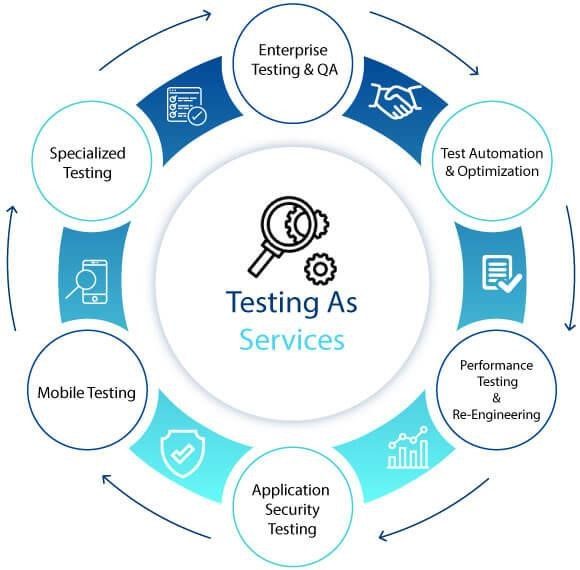 Enterprise
Testing & QA
Test Automation
& Optimization
Performance
Testing
&
Re-Engineering
Application
Security
Testing
Mobile Testing
Specialized
Testing
Testing As
Services